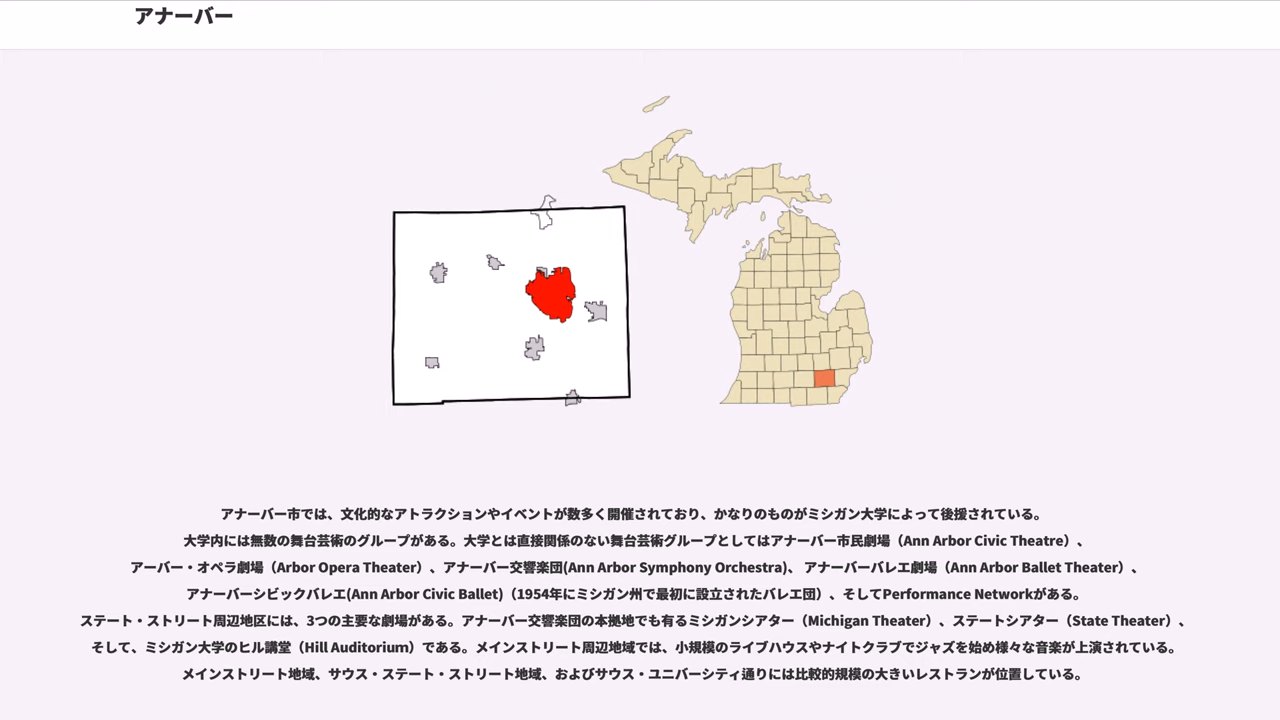 アナーバー
アナーバー市では、文化的なアトラクションやイベントが数多く開催されており、かなりのものがミシガン大学によって後援されている。
大学内には無数の舞台芸術のグループがある。大学とは直接関係のない舞台芸術グループとしてはアナーバー市民劇場（Ann Arbor Civic Theatre）、
アーバー・オペラ劇場（Arbor Opera Theater）、アナーバー交響楽団(Ann Arbor Symphony Orchestra)、 アナーバーバレエ劇場（Ann Arbor Ballet Theater）、
アナーバーシビックバレエ(Ann Arbor Civic Ballet)（1954年にミシガン州で最初に設立されたバレエ団）、そしてPerformance Networkがある。
ステート・ストリート周辺地区には、3つの主要な劇場がある。アナーバー交響楽団の本拠地でも有るミシガンシアター（Michigan Theater）、ステートシアター（State Theater）、
そして、ミシガン大学のヒル講堂（Hill Auditorium）である。メインストリート周辺地域では、小規模のライブハウスやナイトクラブでジャズを始め様々な音楽が上演されている。
メインストリート地域、サウス・ステート・ストリート地域、およびサウス・ユニバーシティ通りには比較的規模の大きいレストランが位置している。